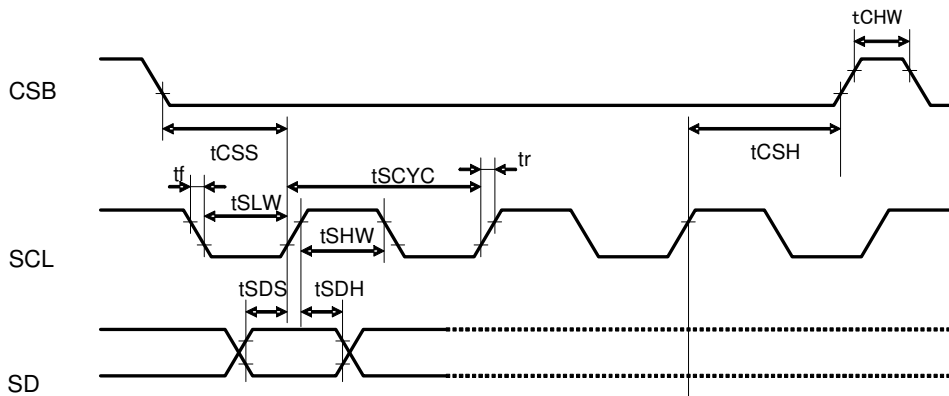 tCHW
CSB
tCSS
tCSH
tf
tr
tSCYC
tSLW
tSHW
SCL
tSDS
tSDH
SD